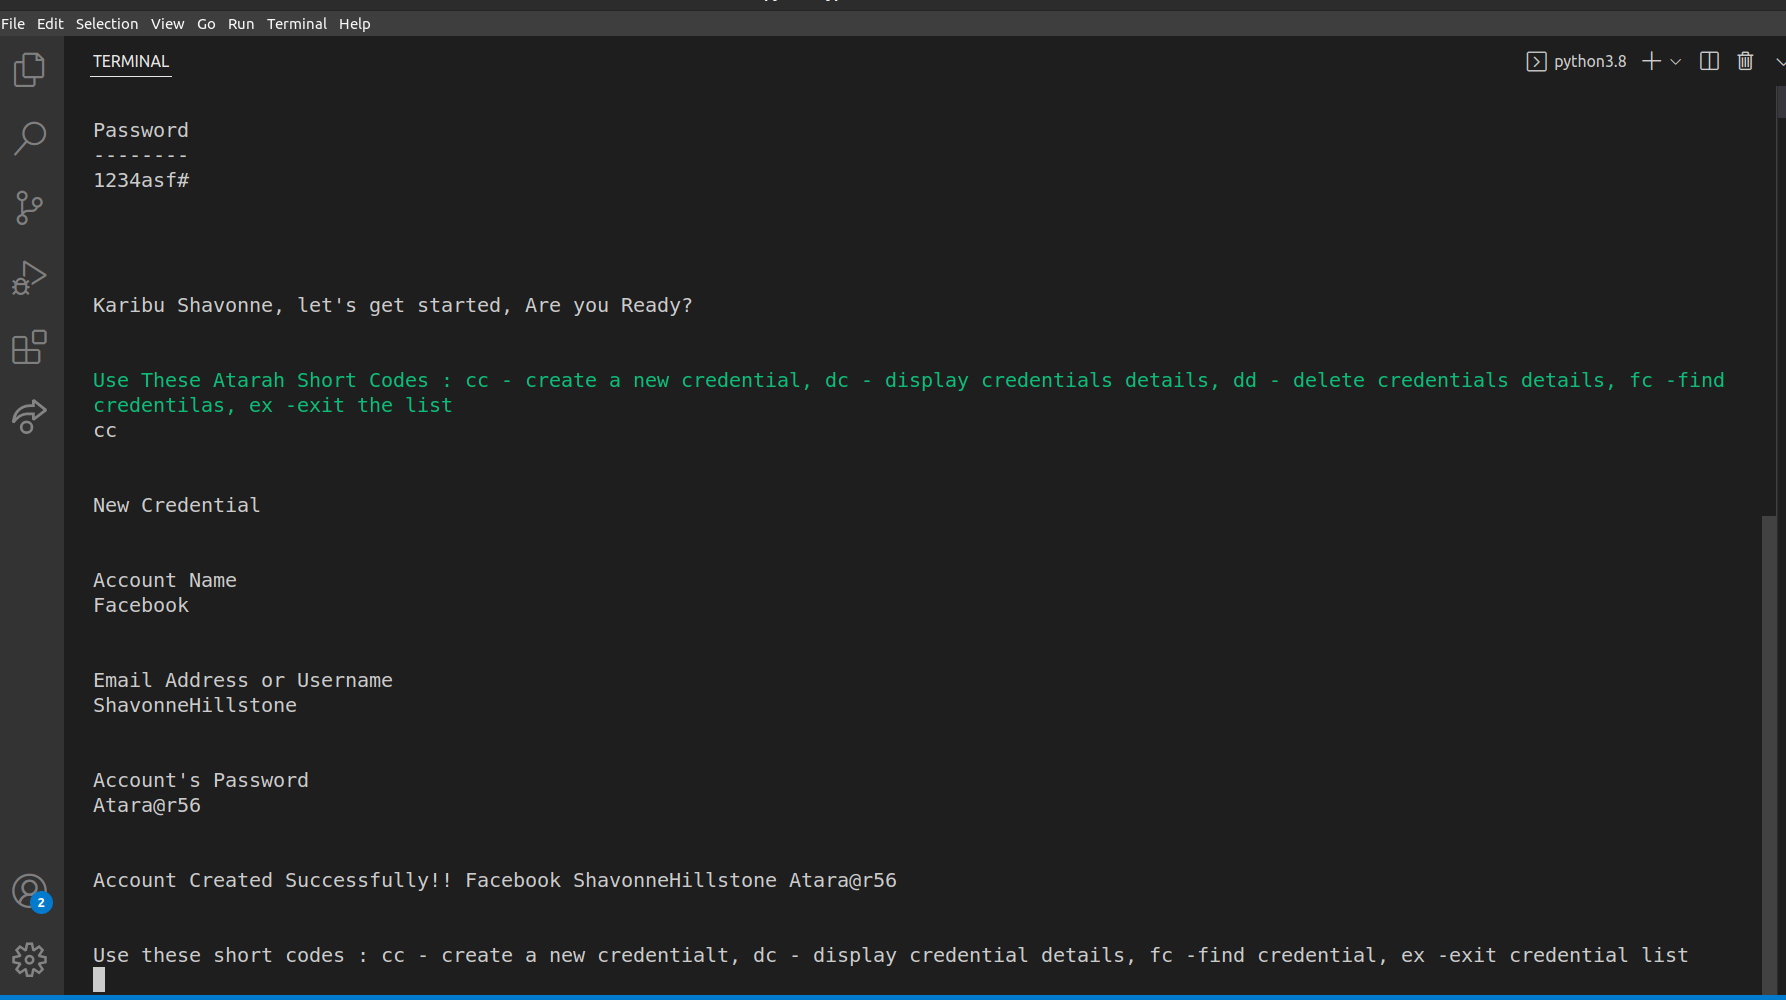 File Edit Selection View Go Run Terminal Help
TERMINAL
python3.8
Password
--------
1234asf#
Karibu Shavonne, let's get started, Are you Ready?
Use These Atarah Short Codes : cc - create a new credential, dc - display credentials details, dd - delete credentials details, fc -find
credentilas, ex -exit the list
cc
New Credential
Account Name
Facebook
Email Address or Username
ShavonneHillstone
Account's Password
Atara@r56
Account Created Successfully!! Facebook ShavonneHillstone Atara@r56
2
Use these short codes : cc - create a new credentialt, dc - display credential details, fc -find credential, ex -exit credential list